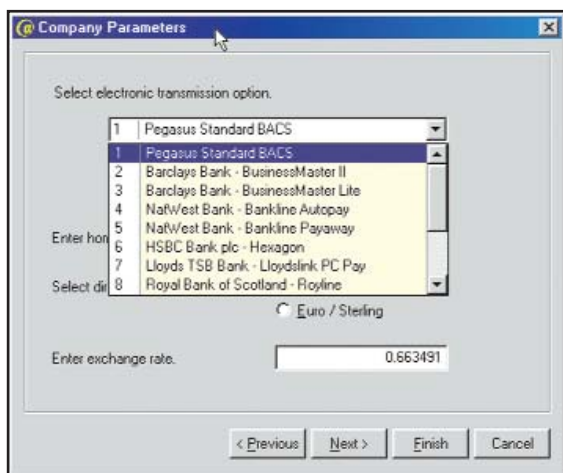 Company Parameters
Select electronic transmission option.
1 Pegasus Standard BACS
1 Pegasus Standard BACS
2 Barclays Bank - BusinessMaster II
3 Barclays Bank - BusinessMaster Lite
4 NatWest Bank - Bankline Autopay
5 NatWest Bank - Bankline Payaway
6 HSBC Bank plc - Hexagon
7 Lloyds TSB Bank - Lloydslink PC Pay
8 Royal Bank of Scotland - Royline
Enter hon
Select dir
Euro / Sterling
Enter exchange rate.
0.663491
< Previous
Next >
Finish
Cancel